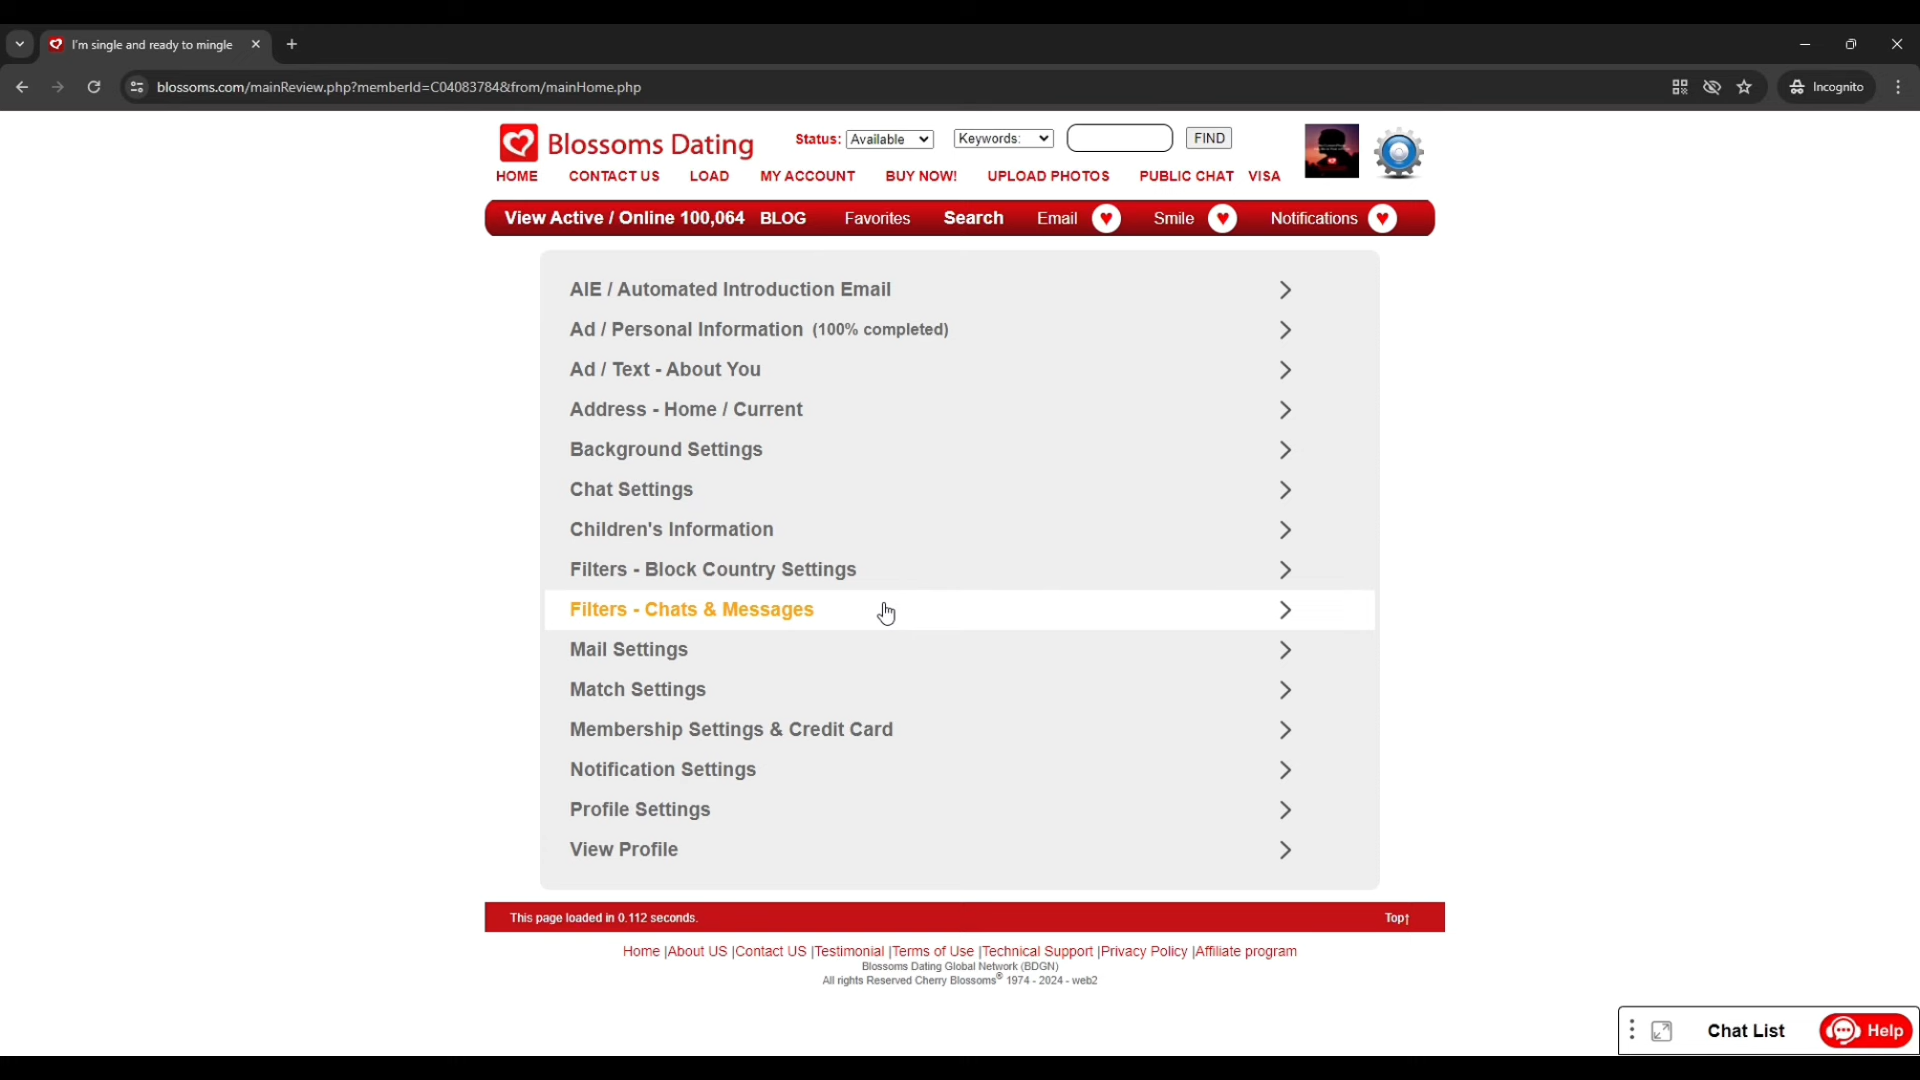 I'm single and ready to mingle
blossoms.com/mainReview.php?memberId=C04083784&from/mainHome.php
Incognito
Blossoms Dating
Status: Available Keywords: FIND
HOME CONTACT US LOAD MY ACCOUNT BUY NOW! UPLOAD PHOTOS PUBLIC CHAT VISA
View Active / Online 100,064 BLOG Favorites Search Email Smile Notifications
AIE / Automated Introduction Email
Ad / Personal Information (100% completed)
Ad / Text - About You
Address - Home / Current
Background Settings
Chat Settings
Children's Information
Filters - Block Country Settings
Filters - Chats & Messages
Mail Settings
Match Settings
Membership Settings & Credit Card
Notification Settings
Profile Settings
View Profile
This page loaded in 0.112 seconds. Top↑
Home |About US |Contact US |Testimonial |Terms of Use |Technical Support |Privacy Policy |Affiliate program
Blossoms Dating Global Network (BDGN)
All rights Reserved Cherry Blossoms® 1974 - 2024 - web2
Chat List Help